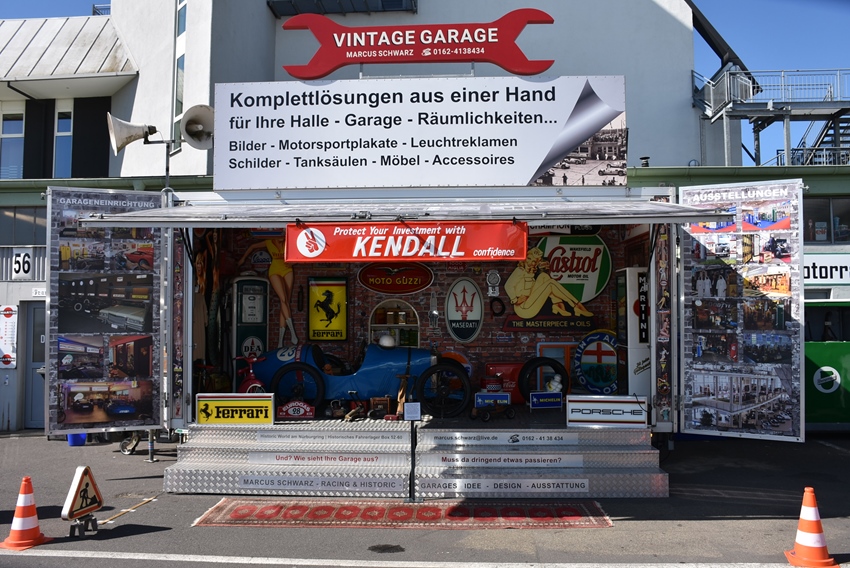 VINTAGE GARAGE
MARCUS SCHWARZ 0162-4138434
Komplettlösungen aus einer Hand
für Ihre Halle - Garage - Räumlichkeiten...
Bilder - Motorsportplakate - Leuchtreklamen
Schilder - Tanksäulen - Möbel - Accessoires
GARAGENEINRICHTUNG
AUSSTELLUNGEN
Protect Your Investment with
KENDALL confidence
CHAMPION
MOTO GUZZI
Castrol
MOTOR OIL
THE MASTERPIECE IN OILS
Ferrari
MASERATI
MARTINI
56
Ferrari
PORSCHE
marcus.schwarz@live.de 0162 - 41 38 434
Und? Wie sieht Ihre Garage aus?
Muss da dringend etwas passieren?
MARCUS SCHWARZ - RACING & HISTORIC
GARAGES IDEE - DESIGN - AUSSTATTUNG